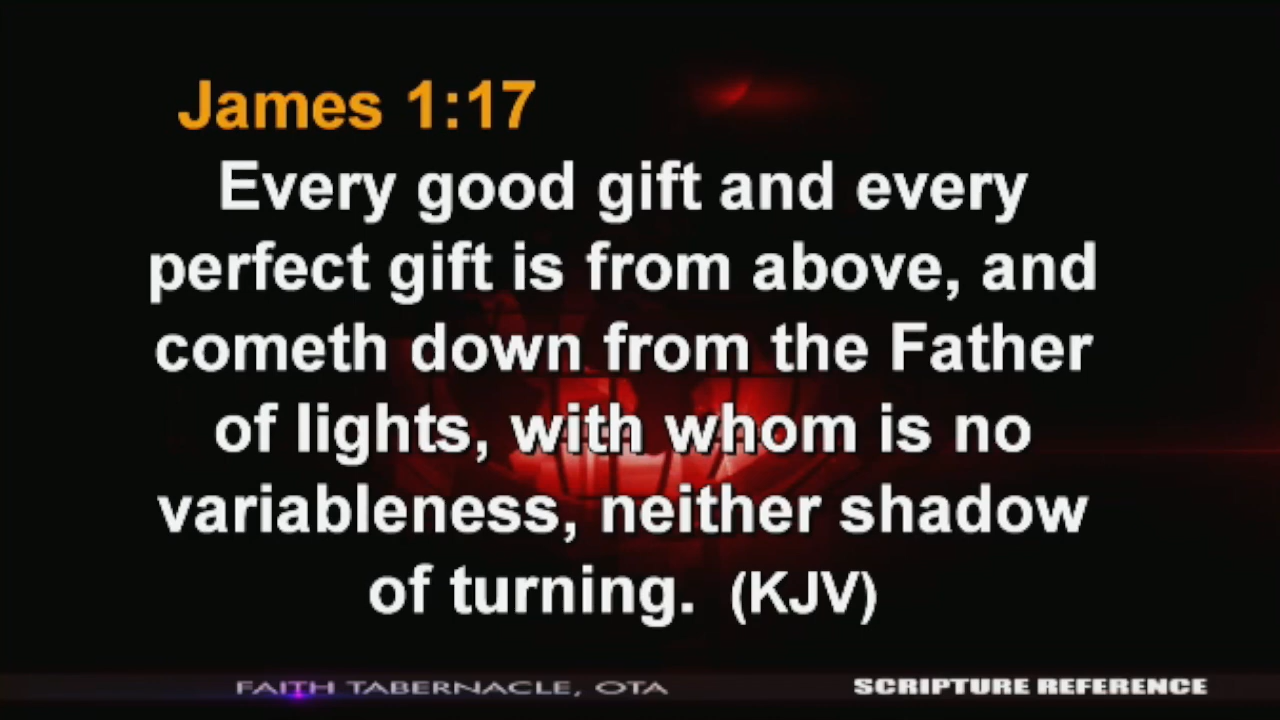 James 1:17
Every good gift and every
perfect gift is from above, and
cometh down from the Father
of lights, with whom is no
variableness, neither shadow
of turning. (KJV)
FAITH TABERNACLE, OTA
SCRIPTURE REFERENCE